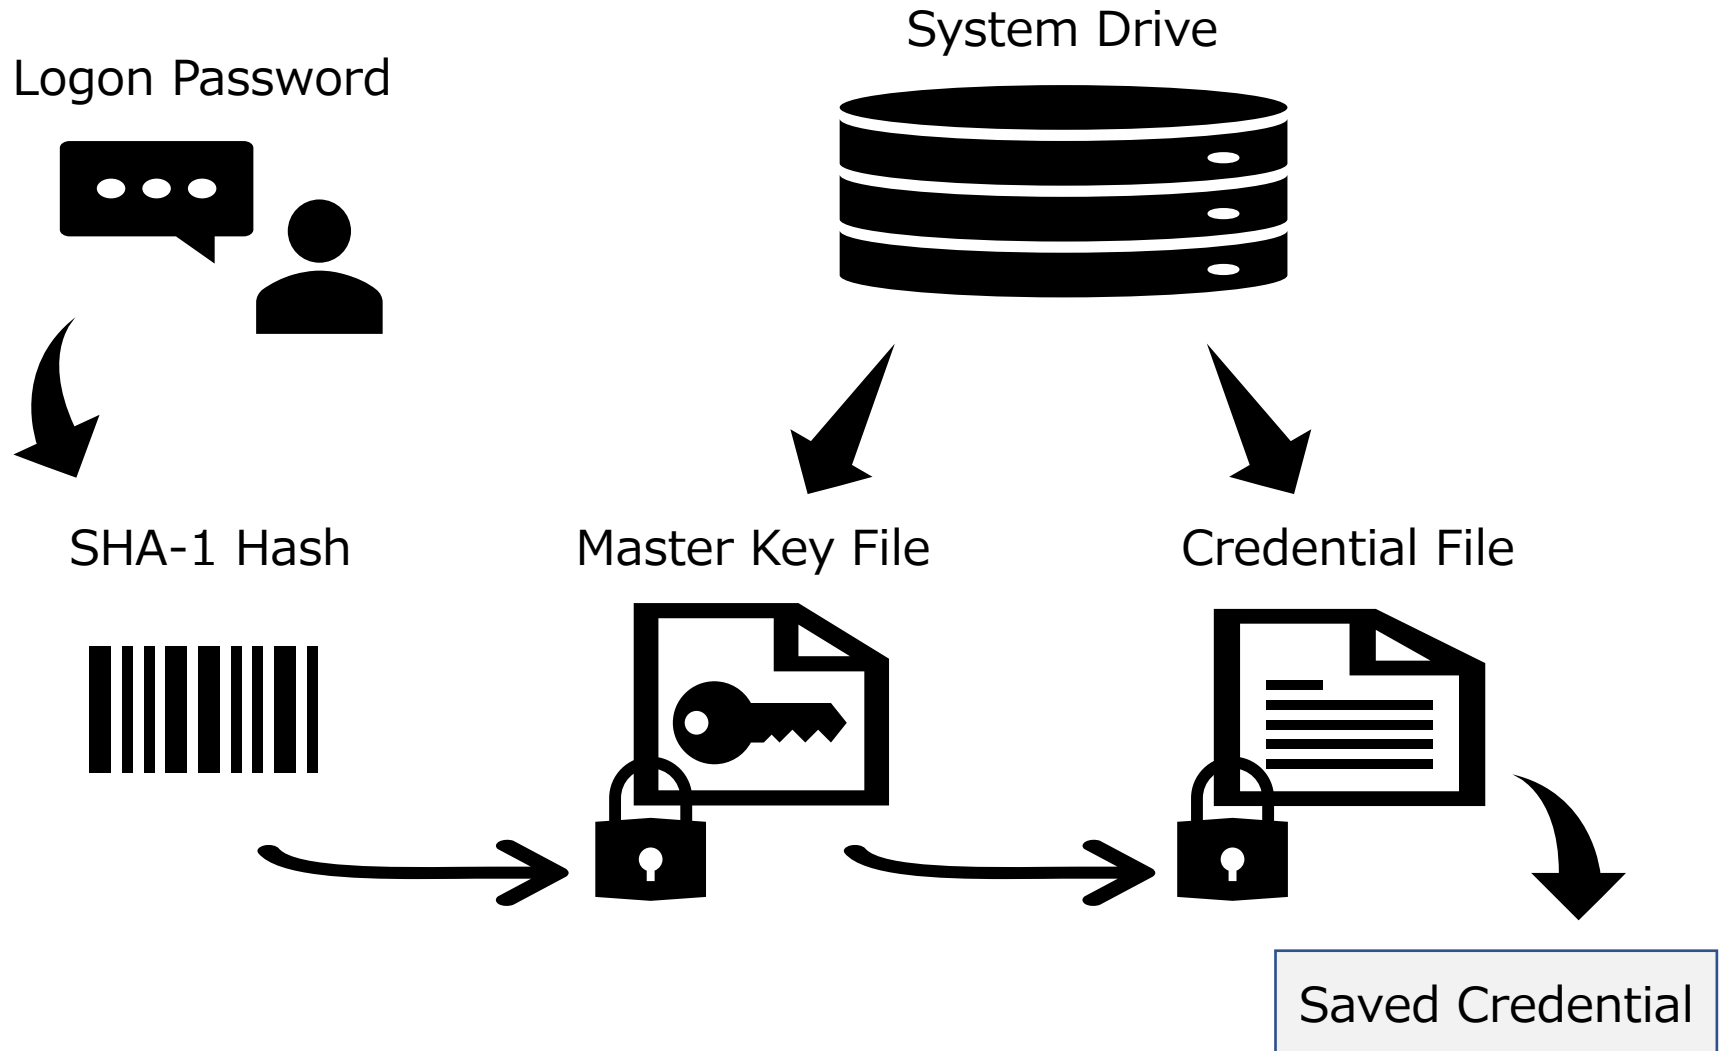 System Drive
Logon Password
SHA-1 Hash
Master Key File
Credential File
Saved Credential